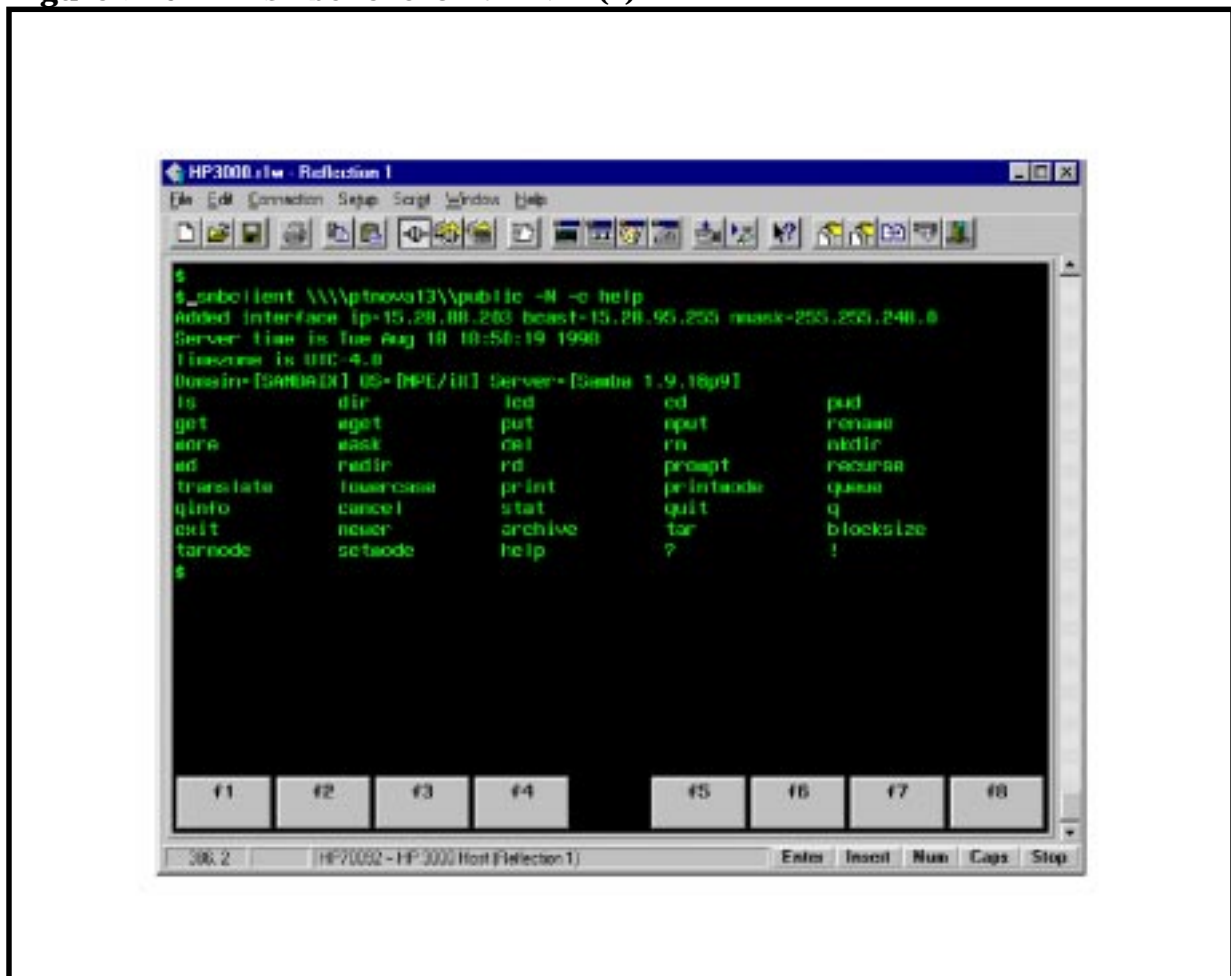 HP3000.r1w - Reflection 1
File Edit Connection Setup Script Window Help
$
$ smbclient \\\\ptnova13\\public -N -c help
Added interface ip=15.28.88.203 bcast=15.28.95.255 nmask=255.255.248.0
Server time is Tue Aug 18 18:50:19 1998
Timezone is UTC-4.0
Domain=[SAMBAIX] OS=[MPE/iX] Server=[Samba 1.9.18p9]
ls dir lcd cd pwd
get mget put mput rename
more mask del rm mkdir
md rmdir rd prompt recurse
translate lowercase print printmode queue
qinfo cancel stat quit q
exit newer archive tar blocksize
tarmode setmode help ? !
$
f1 f2 f3 f4 f5 f6 f7 f8
386, 2 HP70092 - HP 3000 Host (Reflection 1) Enter Insert Num Caps Stop